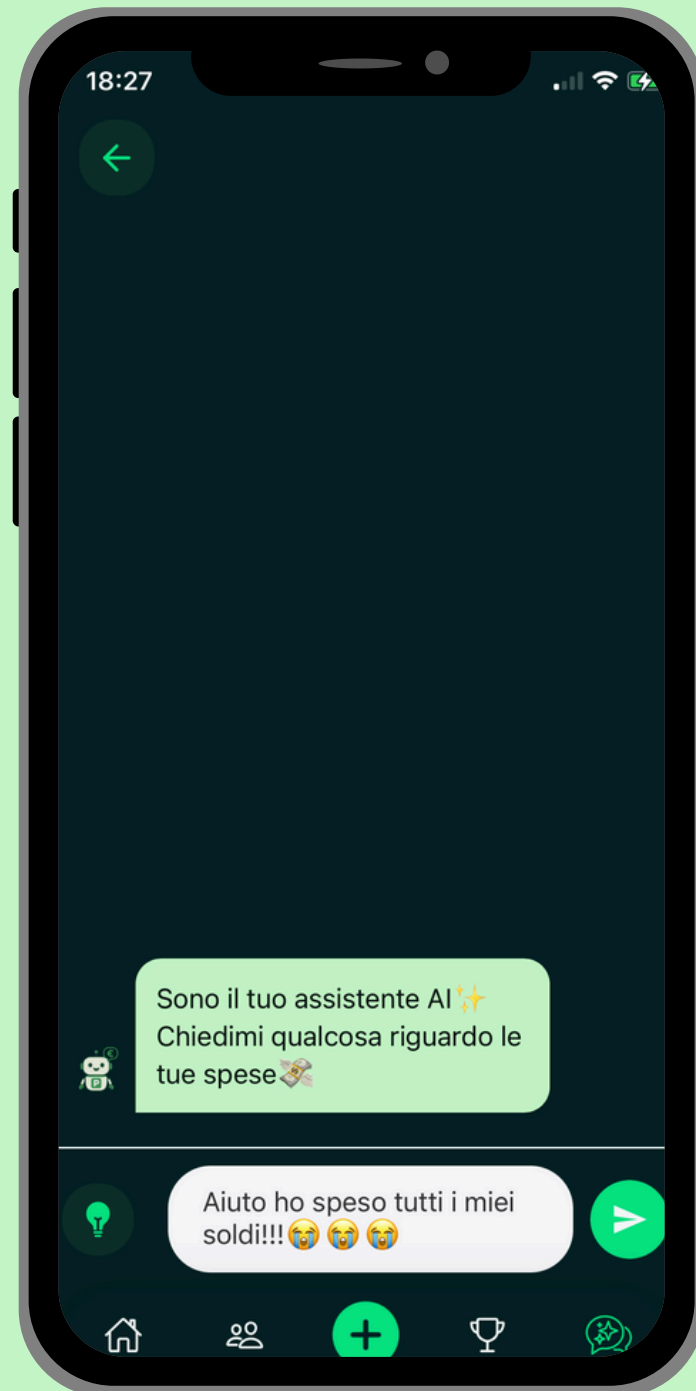 18:27
Sono il tuo assistente AI✨
Chiedimi qualcosa riguardo le
tue spese💸
Aiuto ho speso tutti i miei
soldi!!!😭😭😭